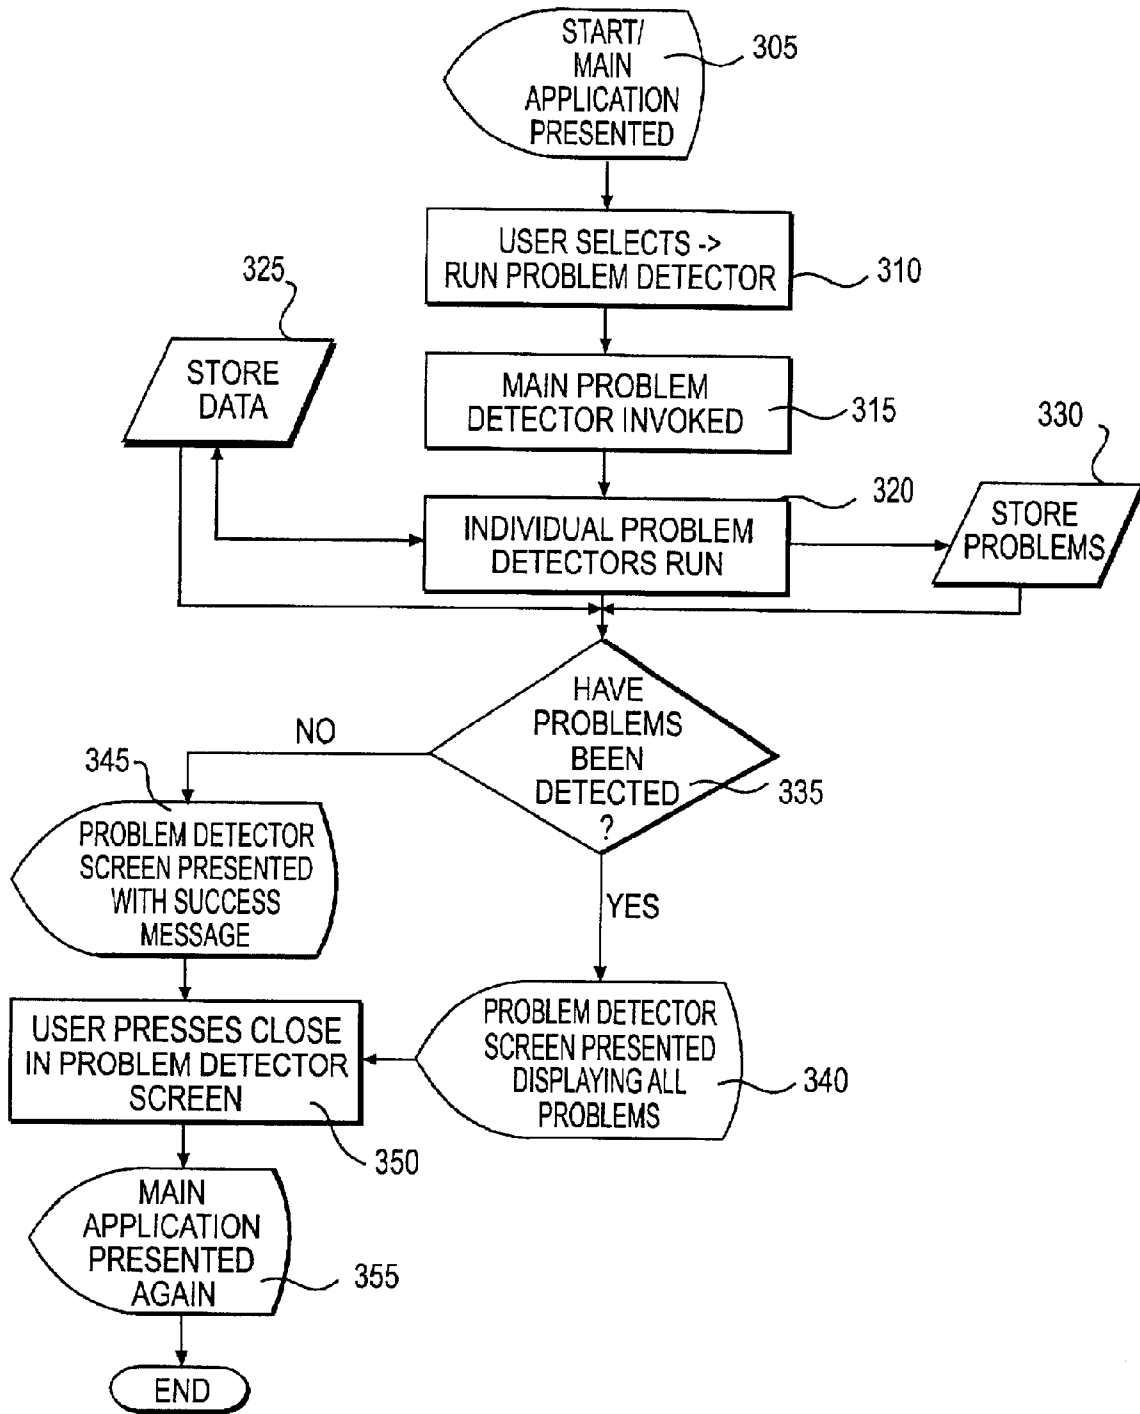 START/
MAIN
APPLICATION
PRESENTED
305
USER SELECTS ->
RUN PROBLEM DETECTOR
310
325
STORE
DATA
MAIN PROBLEM
DETECTOR INVOKED
315
330
320
INDIVIDUAL PROBLEM
DETECTORS RUN
STORE
PROBLEMS
HAVE
PROBLEMS
BEEN
DETECTED
?
335
NO
345
PROBLEM DETECTOR
SCREEN PRESENTED
WITH SUCCESS
MESSAGE
YES
PROBLEM DETECTOR
SCREEN PRESENTED
DISPLAYING ALL
PROBLEMS
340
USER PRESSES CLOSE
IN PROBLEM DETECTOR
SCREEN
350
MAIN
APPLICATION
PRESENTED
AGAIN
355
END